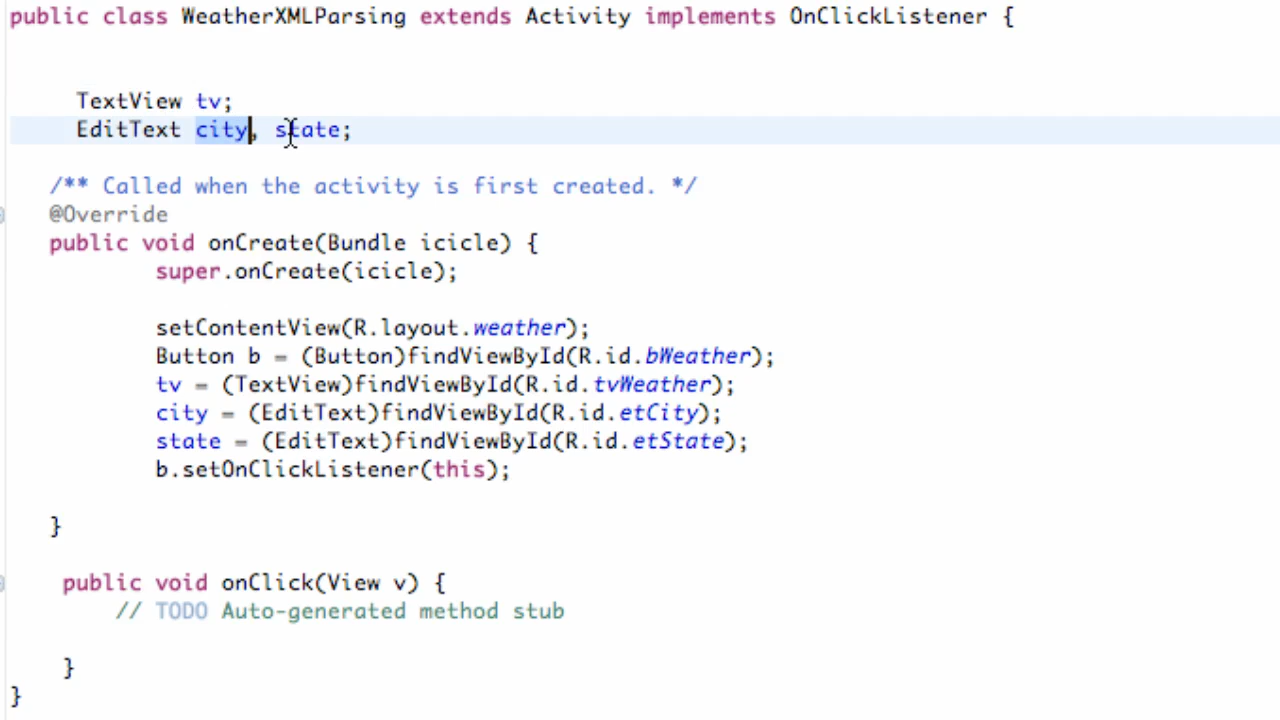 public class WeatherXMLParsing extends Activity implements OnClickListener {
TextView tv;
EditText city, state;
/** Called when the activity is first created. */
@Override
public void onCreate(Bundle icicle) {
super.onCreate(icicle);
setContentView(R.layout.weather);
Button b = (Button)findViewById(R.id.bWeather);
tv = (TextView)findViewById(R.id.tvWeather);
city = (EditText)findViewById(R.id.etCity);
state = (EditText)findViewById(R.id.etState);
b.setOnClickListener(this);
}
public void onClick(View v) {
// TODO Auto-generated method stub
}
}